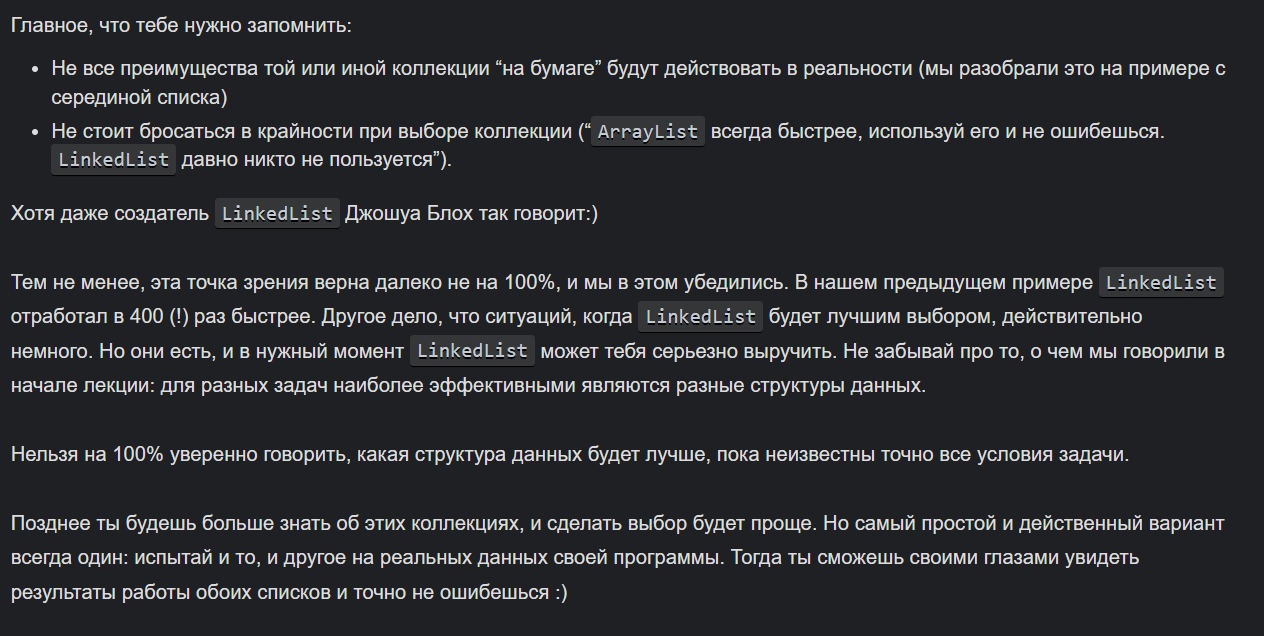 Главное, что тебе нужно запомнить:
• Не все преимущества той или иной коллекции “на бумаге” будут действовать в реальности (мы разобрали это на примере с
серединой списка)
• Не стоит бросаться в крайности при выборе коллекции (“ArrayList всегда быстрее, используй его и не ошибешься.
LinkedList давно никто не пользуется”).
Хотя даже создатель LinkedList Джошуа Блох так говорит:)
Тем не менее, эта точка зрения верна далеко не на 100%, и мы в этом убедились. В нашем предыдущем примере LinkedList
отработал в 400 (!) раз быстрее. Другое дело, что ситуаций, когда LinkedList будет лучшим выбором, действительно
немного. Но они есть, и в нужный момент LinkedList может тебя серьезно выручить. Не забывай про то, о чем мы говорили в
начале лекции: для разных задач наиболее эффективными являются разные структуры данных.
Нельзя на 100% уверенно говорить, какая структура данных будет лучше, пока неизвестны точно все условия задачи.
Позднее ты будешь больше знать об этих коллекциях, и сделать выбор будет проще. Но самый простой и действенный вариант
всегда один: испытай и то, и другое на реальных данных своей программы. Тогда ты сможешь своими глазами увидеть
результаты работы обоих списков и точно не ошибешься :)